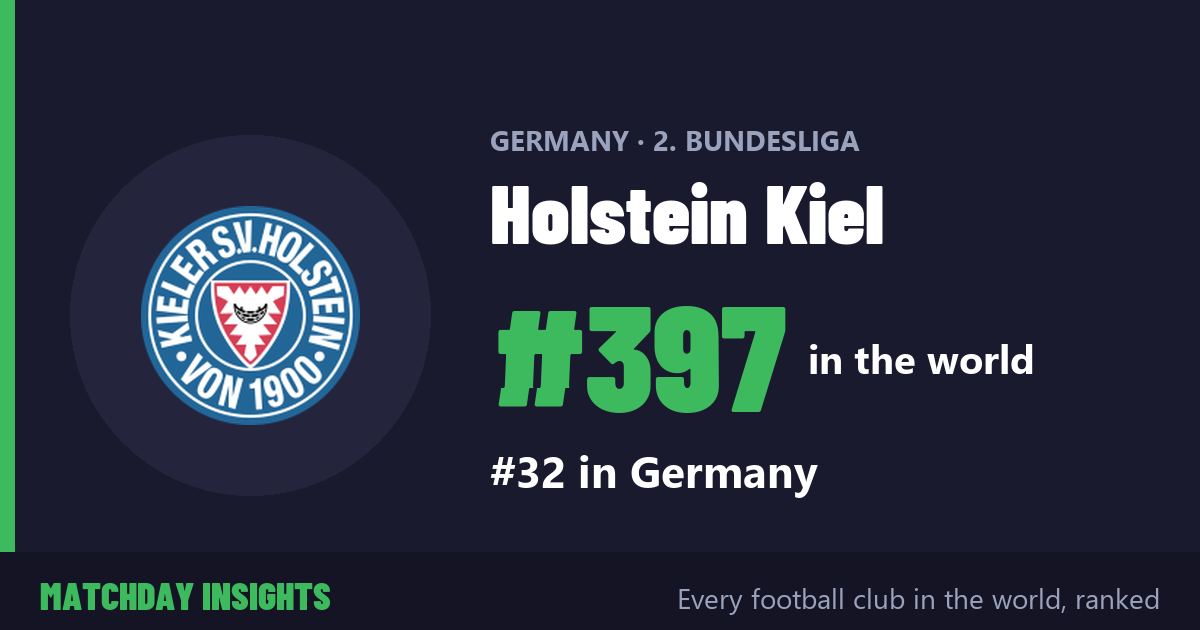 KIELER S.V. HOLSTEIN
· VON 1900 ·
GERMANY · 2. BUNDESLIGA
Holstein Kiel
#397 in the world
#32 in Germany
MATCHDAY INSIGHTS
Every football club in the world, ranked